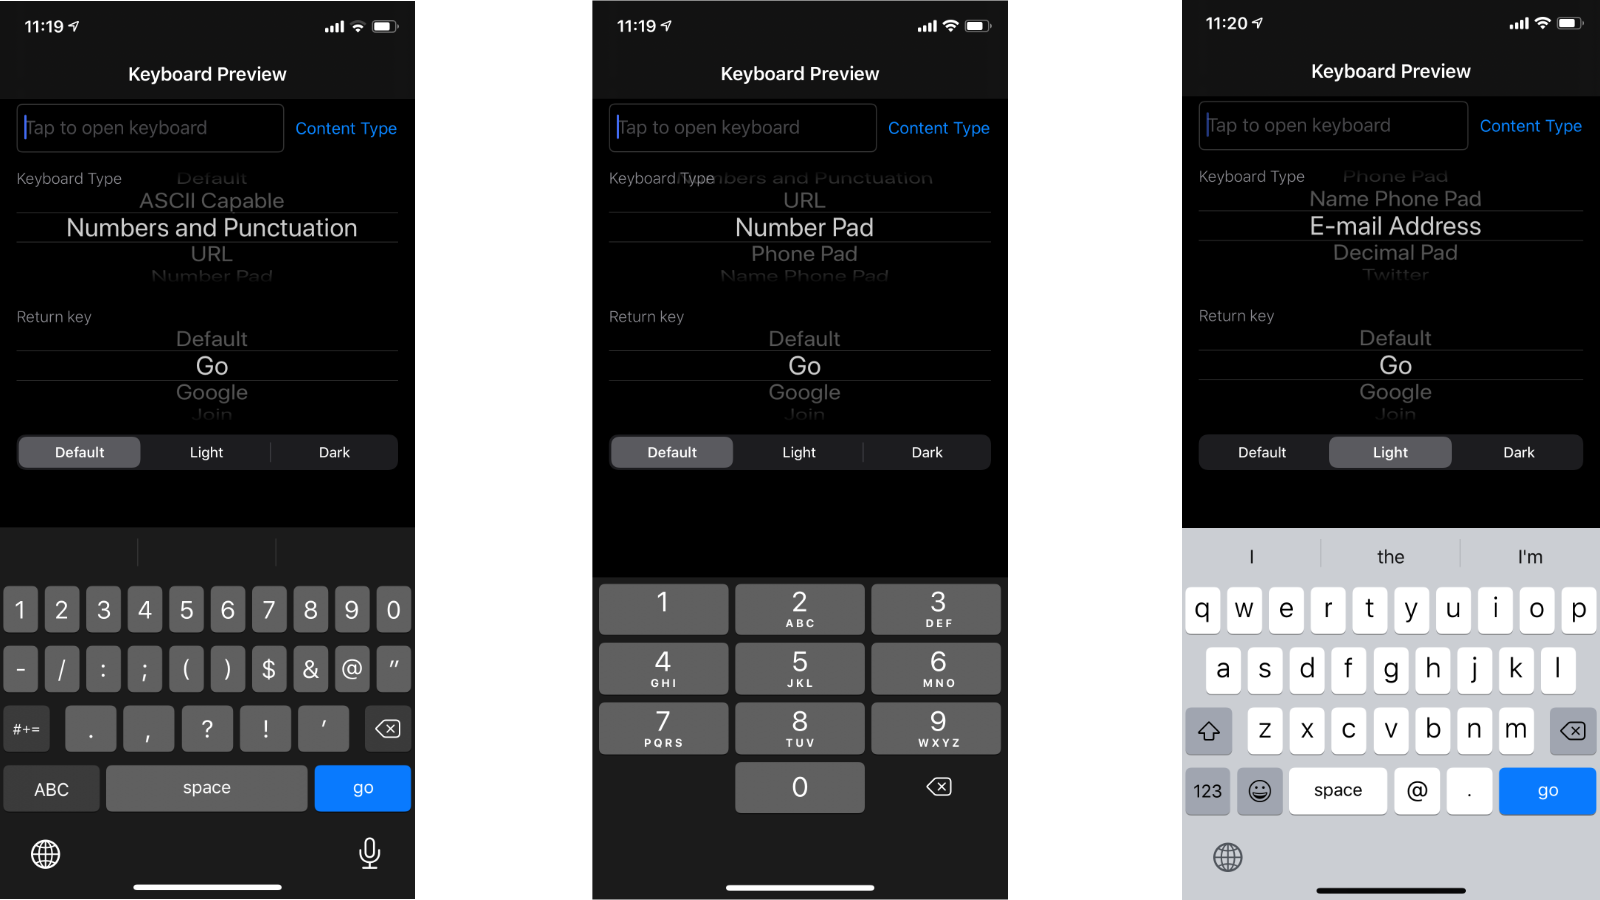 11:19
Keyboard Preview
Tap to open keyboard
Content Type
Keyboard Type
Default
ASCII Capable
Numbers and Punctuation
URL
Number Pad
Return key
Default
Go
Google
Join
Default Light Dark
1 2 3 4 5 6 7 8 9 0
- / : ; ( ) $ & @ "
#+= . , ? ! '
ABC space go
11:19
Keyboard Preview
Tap to open keyboard
Content Type
Keyboard Type
Numbers and Punctuation
URL
Number Pad
Phone Pad
Name Phone Pad
Return key
Default
Go
Google
Join
Default Light Dark
1 2 3
ABC DEF
4 5 6
GHI JKL MNO
7 8 9
PQRS TUV WXYZ
0
11:20
Keyboard Preview
Tap to open keyboard
Content Type
Keyboard Type
Phone Pad
Name Phone Pad
E-mail Address
Decimal Pad
Twitter
Return key
Default
Go
Google
Join
Default Light Dark
I the I'm
q w e r t y u i o p
a s d f g h j k l
z x c v b n m
123 space @ . go